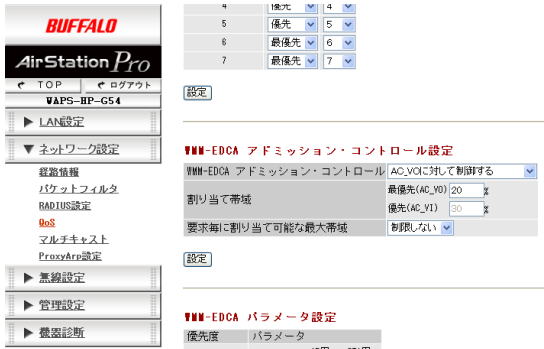 BUFFALO
AirStation Pro
TOP
ログアウト
WAPS-HP-G54
LAN設定
ネットワーク設定
経路情報
パケットフィルタ
RADIUS設定
QoS
マルチキャスト
ProxyArp設定
無線設定
管理設定
機器診断
4 優先 4
5 優先 5
6 最優先 6
7 最優先 7
設定
WMM-EDCA アドミッション・コントロール設定
WMM-EDCA アドミッション・コントロール AC_VOに対して制御する
割り当て帯域
最優先(AC_VO) 20 %
優先(AC_VI) 30 %
要求毎に割り当て可能な最大帯域 制限しない
設定
WMM-EDCA パラメータ設定
優先度 パラメータ